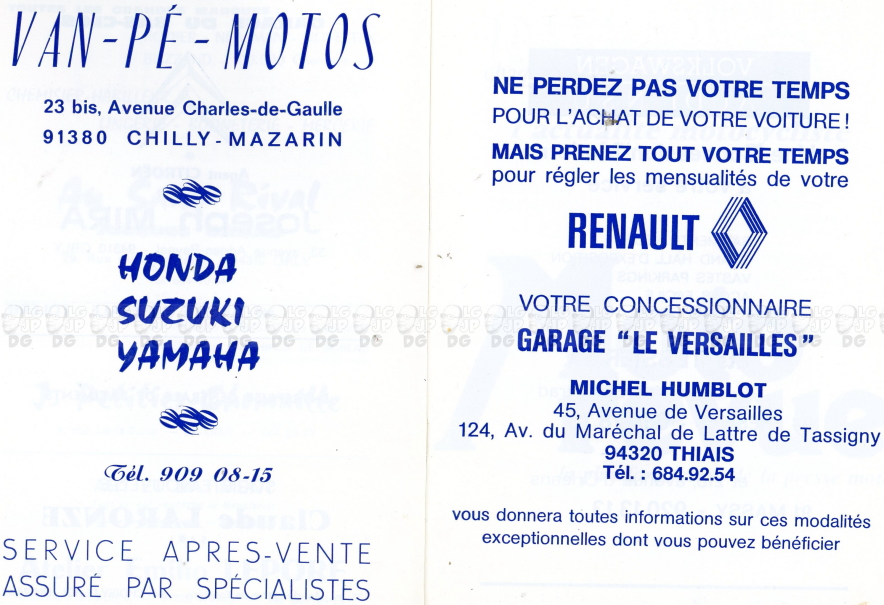 VAN-PÉ-MOTOS
23 bis, Avenue Charles-de-Gaulle
91380 CHILLY-MAZARIN
HONDA
SUZUKI
YAMAHA
Tél. 909 08-15
SERVICE APRES-VENTE
ASSURÉ PAR SPÉCIALISTES
NE PERDEZ PAS VOTRE TEMPS
POUR L'ACHAT DE VOTRE VOITURE !
MAIS PRENEZ TOUT VOTRE TEMPS
pour régler les mensualités de votre
RENAULT
VOTRE CONCESSIONNAIRE
GARAGE "LE VERSAILLES"
MICHEL HUMBLOT
45, Avenue de Versailles
124, Av. du Maréchal de Lattre de Tassigny
94320 THIAIS
Tél. : 684.92.54
vous donnera toutes informations sur ces modalités
exceptionnelles dont vous pouvez bénéficier